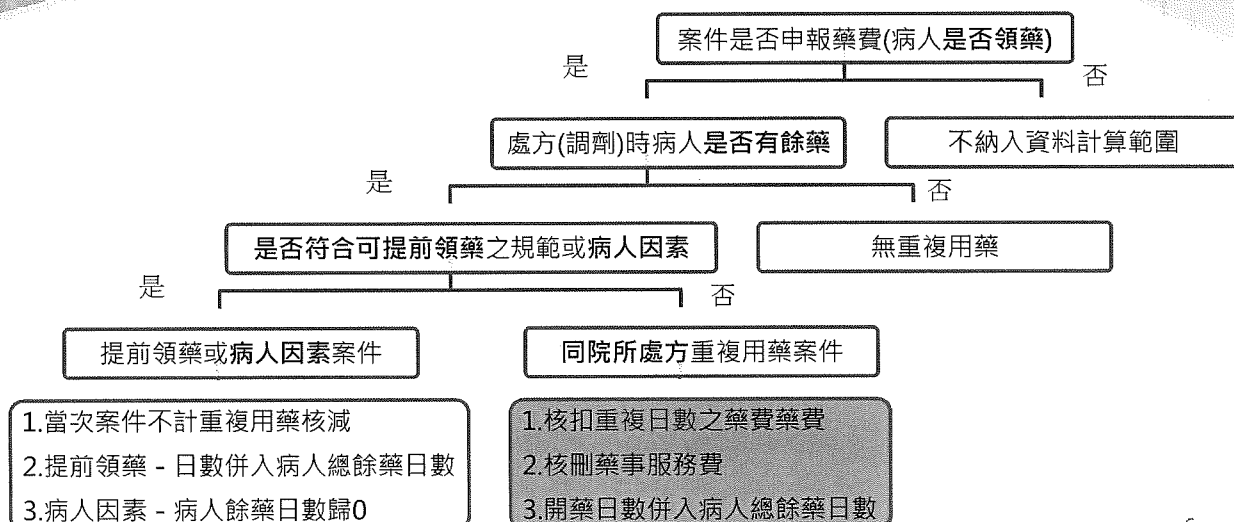 案件是否申報藥費(病人是否領藥)
是
否
處方(調劑)時病人是否有餘藥
不納入資料計算範圍
是
否
是否符合可提前領藥之規範或病人因素
無重複用藥
是
否
提前領藥或病人因素案件
同院所處方重複用藥案件
1.當次案件不計重複用藥核減
2.提前領藥 - 日數併入病人總餘藥日數
3.病人因素 - 病人餘藥日數歸0
1.核扣重複日數之藥費藥費
2.核刪藥事服務費
3.開藥日數併入病人總餘藥日數